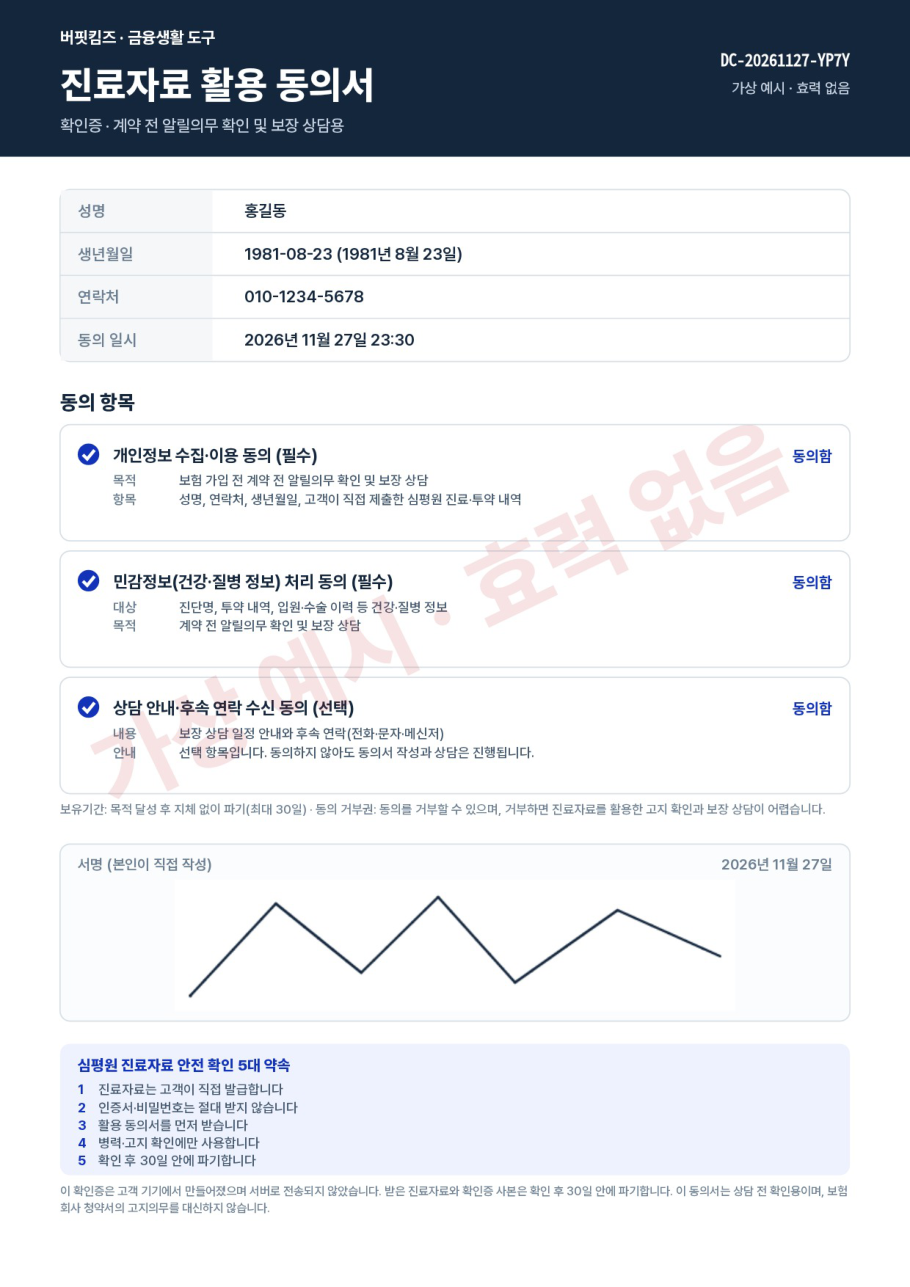 버핏킴즈 · 금융생활 도구
진료자료 활용 동의서
확인증 · 계약 전 알릴의무 확인 및 보장 상담용
DC-20261127-YP7Y
가상 예시 · 효력 없음
성명 홍길동
생년월일 1981-08-23 (1981년 8월 23일)
연락처 010-1234-5678
동의 일시 2026년 11월 27일 23:30
동의 항목
개인정보 수집·이용 동의 (필수) 동의함
목적 보험 가입 전 계약 전 알릴의무 확인 및 보장 상담
항목 성명, 연락처, 생년월일, 고객이 직접 제출한 심평원 진료·투약 내역
민감정보(건강·질병 정보) 처리 동의 (필수) 동의함
대상 진단명, 투약 내역, 입원·수술 이력 등 건강·질병 정보
목적 계약 전 알릴의무 확인 및 보장 상담
상담 안내·후속 연락 수신 동의 (선택) 동의함
내용 보장 상담 일정 안내와 후속 연락(전화·문자·메신저)
안내 선택 항목입니다. 동의하지 않아도 동의서 작성과 상담은 진행됩니다.
가상 예시 · 효력 없음
보유기간: 목적 달성 후 지체 없이 파기(최대 30일) · 동의 거부권: 동의를 거부할 수 있으며, 거부하면 진료자료를 활용한 고지 확인과 보장 상담이 어렵습니다.
서명 (본인이 직접 작성) 2026년 11월 27일
심평원 진료자료 안전 확인 5대 약속
1 진료자료는 고객이 직접 발급합니다
2 인증서·비밀번호는 절대 받지 않습니다
3 활용 동의서를 먼저 받습니다
4 병력·고지 확인에만 사용합니다
5 확인 후 30일 안에 파기합니다
이 확인증은 고객 기기에서 만들어졌으며 서버로 전송되지 않았습니다. 받은 진료자료와 확인증 사본은 확인 후 30일 안에 파기합니다. 이 동의서는 상담 전 확인용이며, 보험
회사 청약서의 고지의무를 대신하지 않습니다.